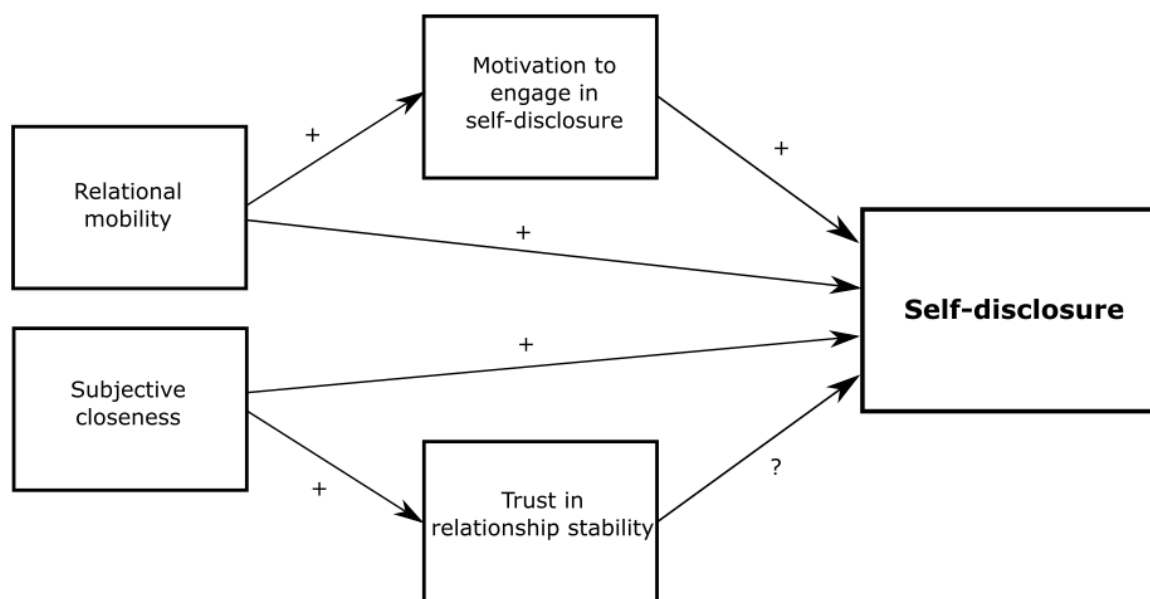 Motivation to
engage in
self-disclosure
+
+
Relational
mobility
+
Self-disclosure
+
Subjective
closeness
?
+
Trust in
relationship stability